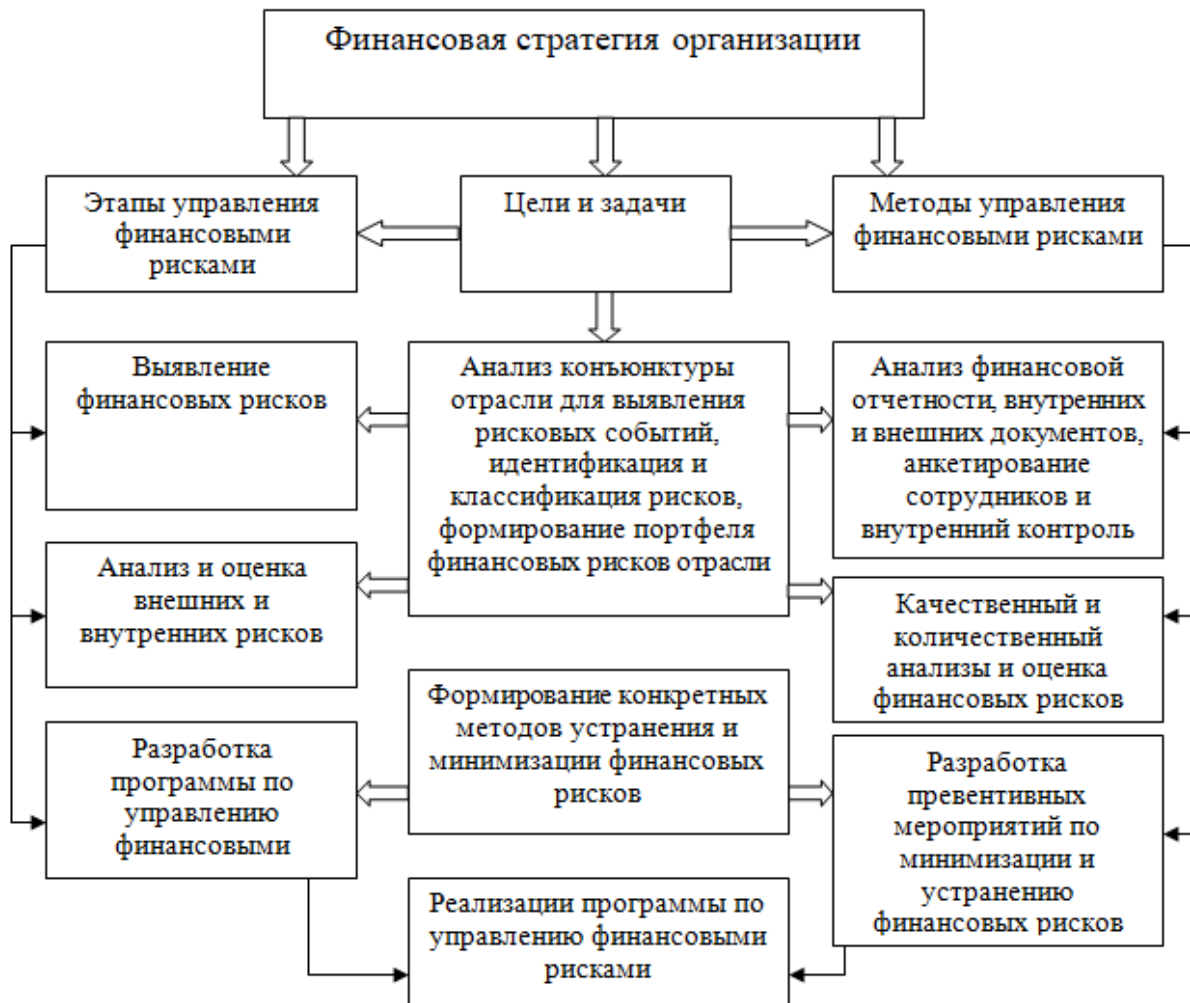 Финансовая стратегия организации
Этапы управления
финансовыми
рисками
Цели и задачи
Методы управления
финансовыми рисками
Выявление
финансовых рисков
Анализ конъюнктуры
отрасли для выявления
рисковых событий,
идентификация и
классификация рисков,
формирование портфеля
финансовых рисков отрасли
Анализ финансовой
отчетности, внутренних
и внешних документов,
анкетирование
сотрудников и
внутренний контроль
Анализ и оценка
внешних и
внутренних рисков
Качественный и
количественный
анализы и оценка
финансовых рисков
Формирование конкретных
методов устранения и
минимизации финансовых
рисков
Разработка
программы по
управлению
финансовыми
Разработка
превентивных
мероприятий по
минимизации и
устранению
финансовых рисков
Реализации программы по
управлению финансовыми
рисками